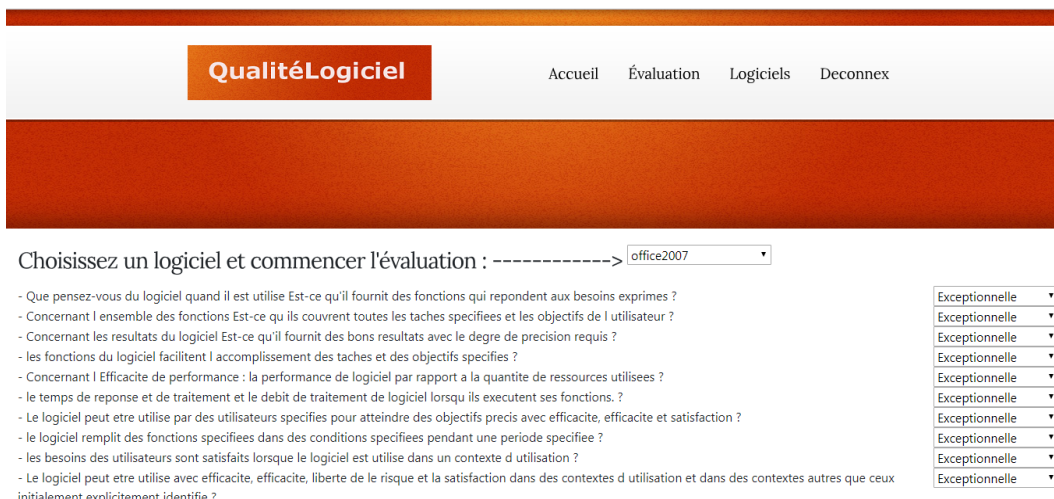 QualitéLogiciel
Accueil Évaluation Logiciels Deconnex
Choisissez un logiciel et commencer l'évaluation : ------------> office2007
- Que pensez-vous du logiciel quand il est utilise Est-ce qu'il fournit des fonctions qui repondent aux besoins exprimes ? Exceptionnelle
- Concernant l ensemble des fonctions Est-ce qu ils couvrent toutes les taches specifiees et les objectifs de l utilisateur ? Exceptionnelle
- Concernant les resultats du logiciel Est-ce qu'il fournit des bons resultats avec le degre de precision requis ? Exceptionnelle
- les fonctions du logiciel facilitent l accomplissement des taches et des objectifs specifies ? Exceptionnelle
- Concernant l Efficacite de performance : la performance de logiciel par rapport a la quantite de ressources utilisees ? Exceptionnelle
- le temps de reponse et de traitement et le debit de traitement de logiciel lorsqu ils executent ses fonctions. ? Exceptionnelle
- Le logiciel peut etre utilise par des utilisateurs specifies pour atteindre des objectifs precis avec efficacite, efficacite et satisfaction ? Exceptionnelle
- le logiciel remplit des fonctions specifiees dans des conditions specifiees pendant une periode specifiee ? Exceptionnelle
- les besoins des utilisateurs sont satisfaits lorsque le logiciel est utilise dans un contexte d utilisation ? Exceptionnelle
- Le logiciel peut etre utilise avec efficacite, efficacite, liberte de le risque et la satisfaction dans des contextes d utilisation et dans des contextes autres que ceux Exceptionnelle
initialement explicitement identifie ?